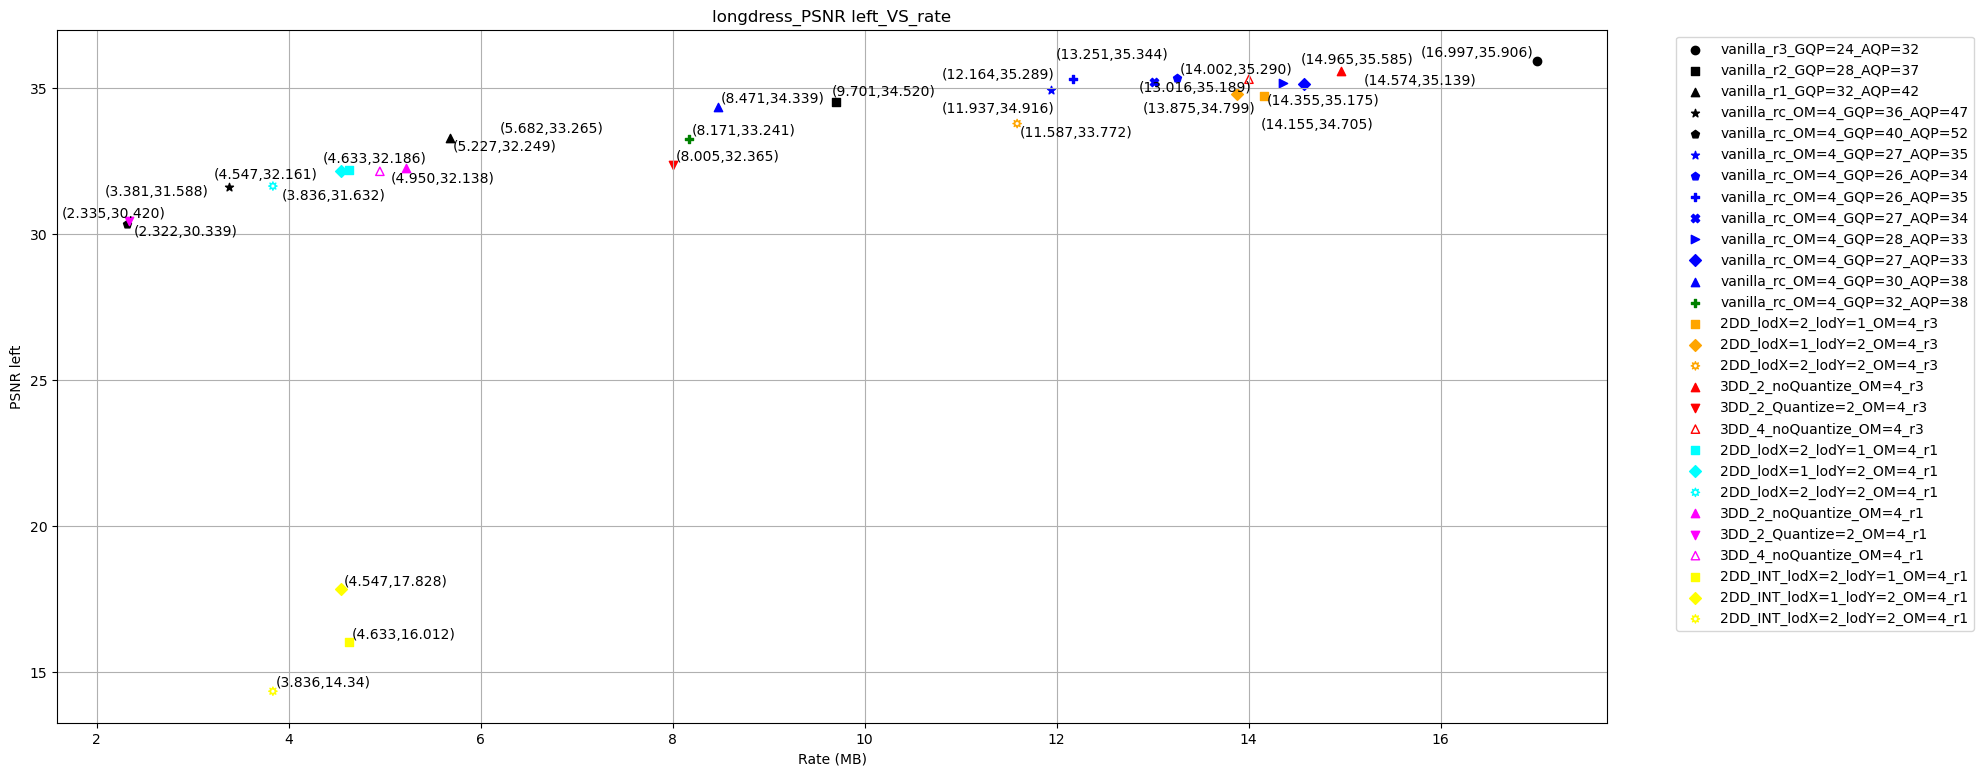 longdress_PSNR left_VS_rate
PSNR left
35
30
25
20
15
(2.335,30.420)
(2.322,30.339)
(3.381,31.588)
(4.547,32.161)
(3.836,31.632)
(4.633,32.186)
(4.950,32.138)
(5.227,32.249)
(5.682,33.265)
(8.005,32.365)
(8.171,33.241)
(8.471,34.339)
(9.701,34.520)
(11.587,33.772)
(11.937,34.916)
(12.164,35.289)
(13.251,35.344)
(13.016,35.189)
(13.875,34.799)
(14.002,35.290)
(14.155,34.705)
(14.355,35.175)
(14.574,35.139)
(14.965,35.585)
(16.997,35.906)
(4.547,17.828)
(4.633,16.012)
(3.836,14.34)
2
4
6
8
10
12
14
16
Rate (MB)
vanilla_r3_GQP=24_AQP=32
vanilla_r2_GQP=28_AQP=37
vanilla_r1_GQP=32_AQP=42
vanilla_rc_OM=4_GQP=36_AQP=47
vanilla_rc_OM=4_GQP=40_AQP=52
vanilla_rc_OM=4_GQP=27_AQP=35
vanilla_rc_OM=4_GQP=26_AQP=34
vanilla_rc_OM=4_GQP=26_AQP=35
vanilla_rc_OM=4_GQP=27_AQP=34
vanilla_rc_OM=4_GQP=28_AQP=33
vanilla_rc_OM=4_GQP=27_AQP=33
vanilla_rc_OM=4_GQP=30_AQP=38
vanilla_rc_OM=4_GQP=32_AQP=38
2DD_lodX=2_lodY=1_OM=4_r3
2DD_lodX=1_lodY=2_OM=4_r3
2DD_lodX=2_lodY=2_OM=4_r3
3DD_2_noQuantize_OM=4_r3
3DD_2_Quantize=2_OM=4_r3
3DD_4_noQuantize_OM=4_r3
2DD_lodX=2_lodY=1_OM=4_r1
2DD_lodX=1_lodY=2_OM=4_r1
2DD_lodX=2_lodY=2_OM=4_r1
3DD_2_noQuantize_OM=4_r1
3DD_2_Quantize=2_OM=4_r1
3DD_4_noQuantize_OM=4_r1
2DD_INT_lodX=2_lodY=1_OM=4_r1
2DD_INT_lodX=1_lodY=2_OM=4_r1
2DD_INT_lodX=2_lodY=2_OM=4_r1